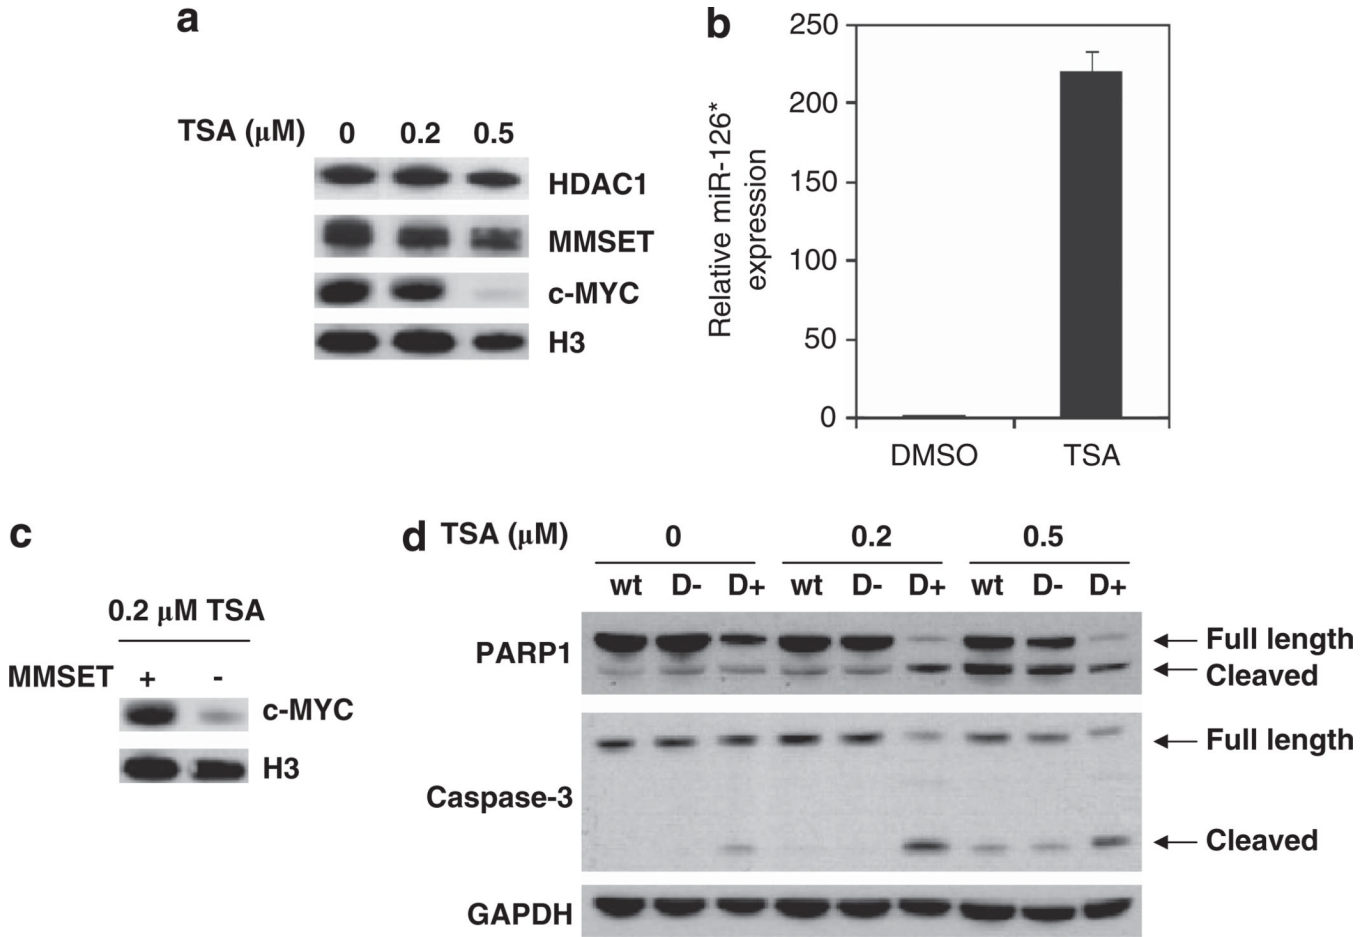 a
TSA (μM) 0 0.2 0.5
HDAC1
MMSET
c-MYC
H3
b
Relative miR-126*
expression
250
200
150
100
50
0
DMSO TSA
c
0.2 μM TSA
MMSET + -
c-MYC
H3
d
TSA (μM) 0 0.2 0.5
wt D- D+ wt D- D+ wt D- D+
PARP1
Full length
Cleaved
Caspase-3
Full length
Cleaved
GAPDH